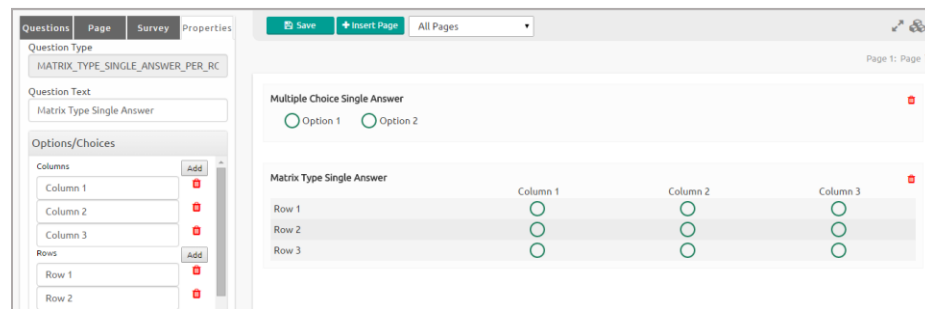 Questions Page Survey Properties
Save Insert Page All Pages
Page 1: Page
Question Type
MATRIX_TYPE_SINGLE_ANSWER_PER_RO
Question Text
Matrix Type Single Answer
Options/Choices
Columns Add
Column 1
Column 2
Column 3
Rows Add
Row 1
Row 2
Multiple Choice Single Answer
Option 1 Option 2
Matrix Type Single Answer
Column 1 Column 2 Column 3
Row 1
Row 2
Row 3